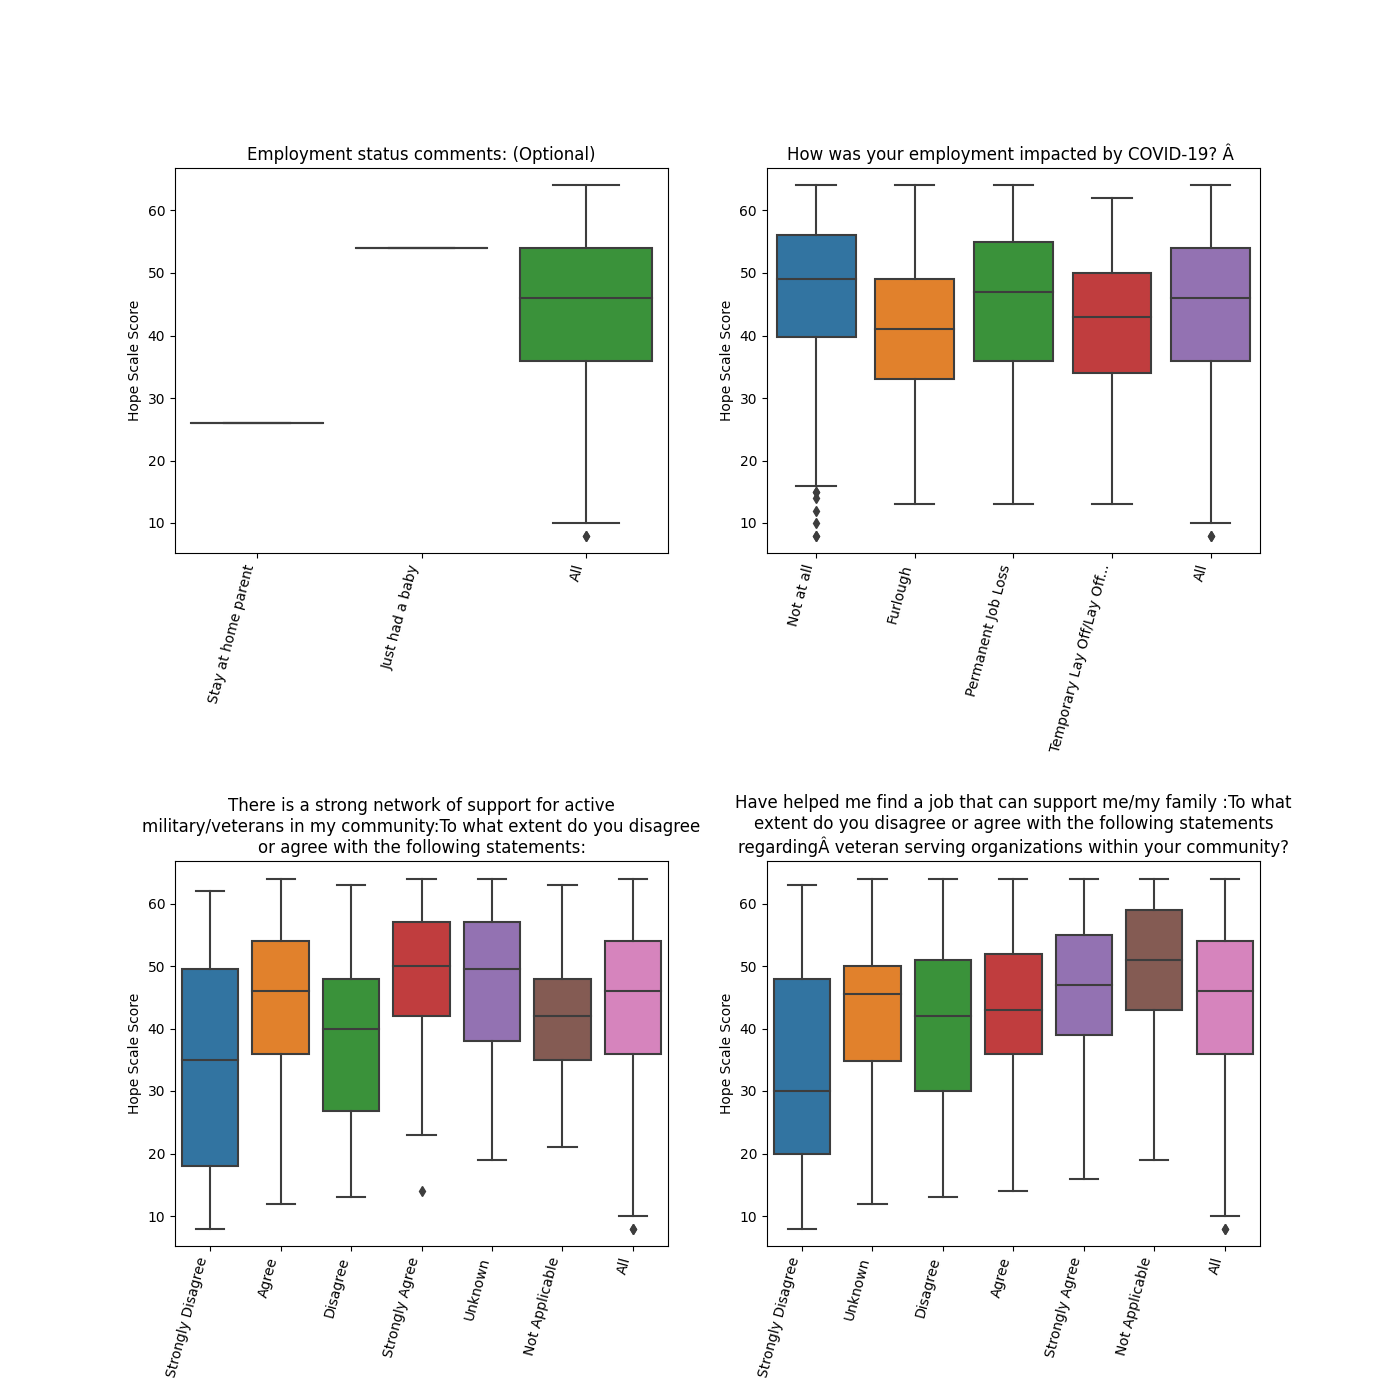 Employment status comments: (Optional)
Hope Scale Score
60
50
40
30
20
10
Stay at home parent
Just had a baby
All
How was your employment impacted by COVID-19? Â
Hope Scale Score
60
50
40
30
20
10
Not at all
Furlough
Permanent Job Loss
Temporary Lay Off/Lay Off...
All
There is a strong network of support for active
military/veterans in my community:To what extent do you disagree
or agree with the following statements:
Hope Scale Score
60
50
40
30
20
10
Strongly Disagree
Agree
Disagree
Strongly Agree
Unknown
Not Applicable
All
Have helped me find a job that can support me/my family :To what
extent do you disagree or agree with the following statements
regardingÂ veteran serving organizations within your community?
Hope Scale Score
60
50
40
30
20
10
Strongly Disagree
Unknown
Disagree
Agree
Strongly Agree
Not Applicable
All